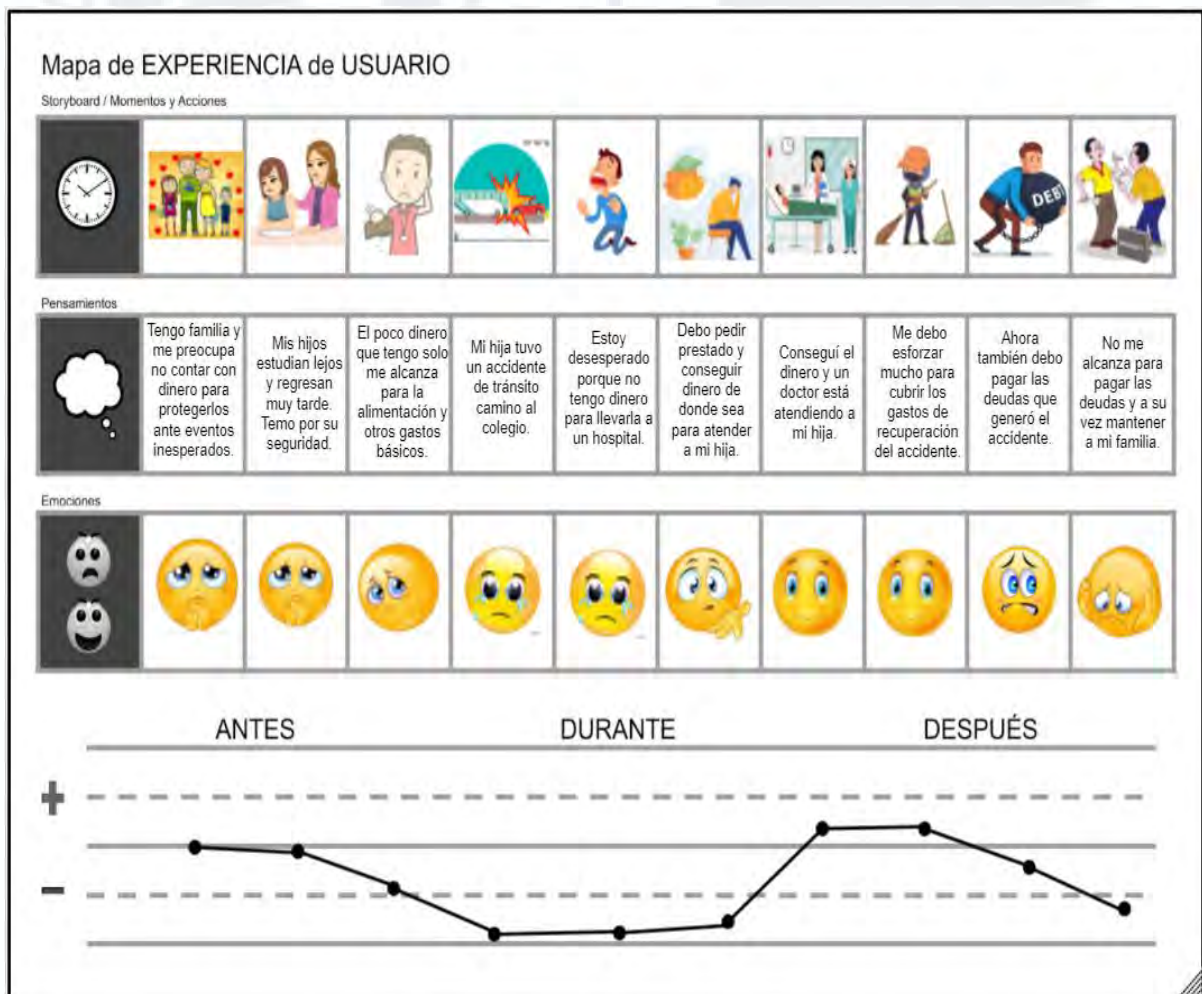 Mapa de EXPERIENCIA de USUARIO
Storyboard / Momentos y Acciones
DEBT
Pensamientos
Tengo familia y
me preocupa
no contar con
dinero para
protegerlos
ante eventos
inesperados.
Mis hijos
estudian lejos
y regresan
muy tarde.
Temo por su
seguridad.
El poco dinero
que tengo solo
me alcanza
para la
alimentación y
otros gastos
básicos.
Mi hija tuvo
un accidente
de tránsito
camino al
colegio.
Estoy
desesperado
porque no
tengo dinero
para llevarla a
un hospital.
Debo pedir
prestado y
conseguir
dinero de
donde sea
para atender
a mi hija.
Conseguí el
dinero y un
doctor está
atendiendo a
mi hija.
Me debo
esforzar
mucho para
cubrir los
gastos de
recuperación
del accidente.
Ahora
también debo
pagar las
deudas que
generó el
accidente.
No me
alcanza para
pagar las
deudas y a su
vez mantener
a mi familia.
Emociones
ANTES
DURANTE
DESPUÉS
+
-